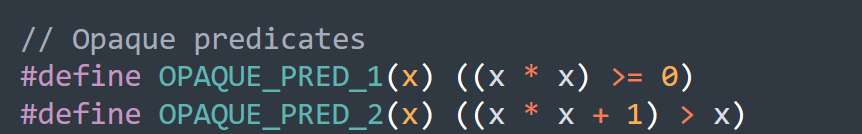 // Opaque predicates
#define OPAQUE_PRED_1(x) ((x * x) >= 0)
#define OPAQUE_PRED_2(x) ((x * x + 1) > x)